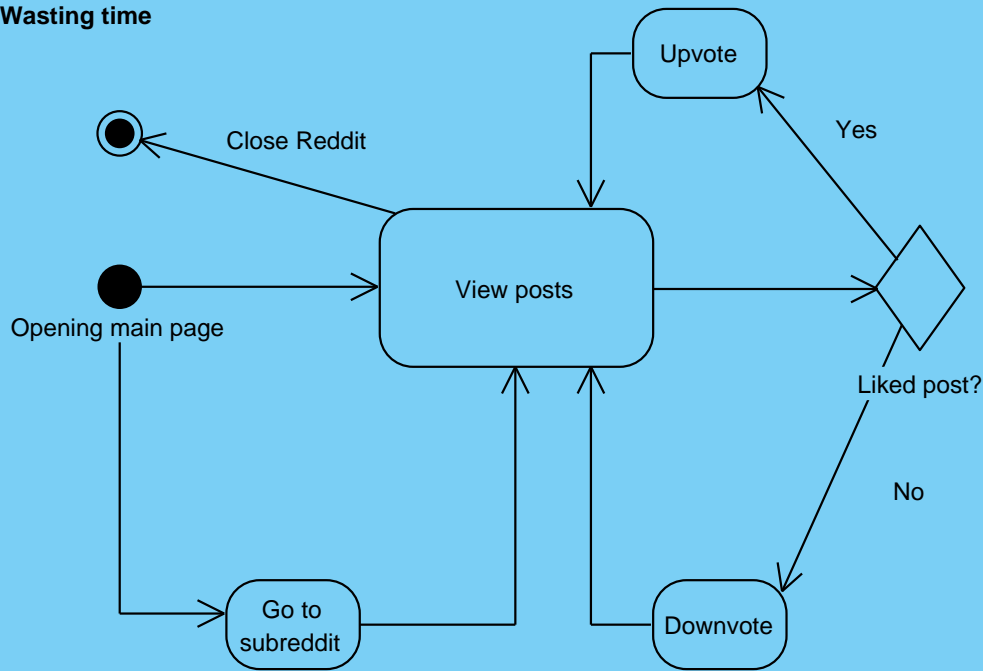 Wasting time
Upvote
Yes
Close Reddit
View posts
Opening main page
Liked post?
No
Go to
subreddit
Downvote